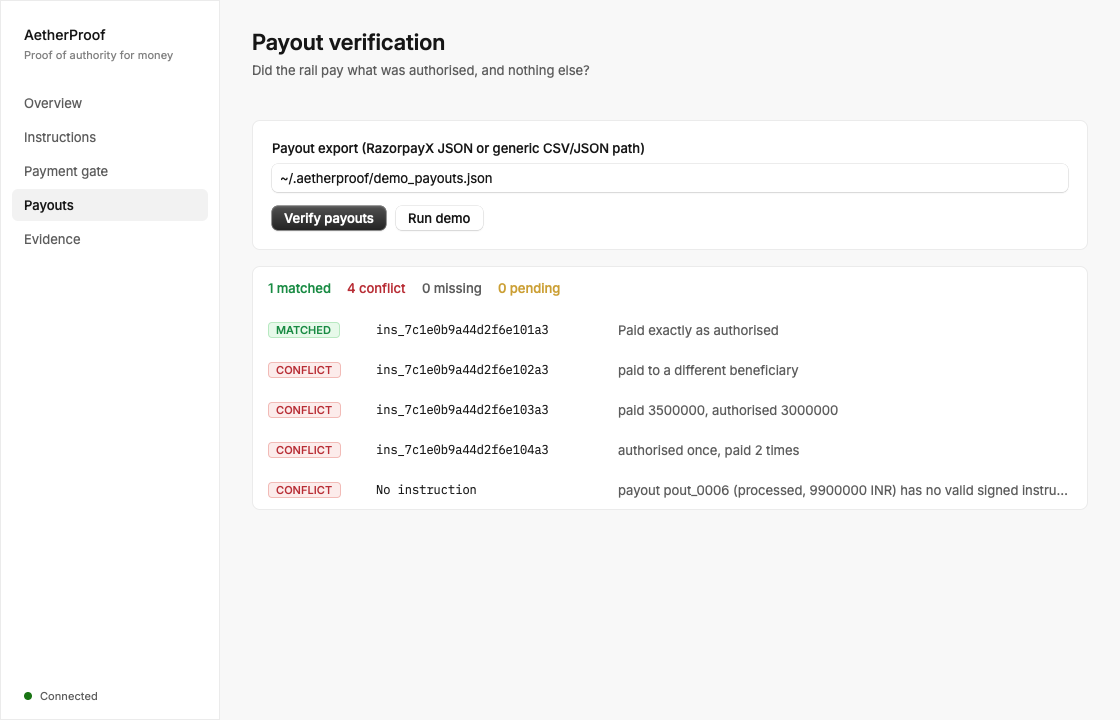 AetherProof
Proof of authority for money
Overview
Instructions
Payment gate
Payouts
Evidence
Connected
Payout verification
Did the rail pay what was authorised, and nothing else?
Payout export (RazorpayX JSON or generic CSV/JSON path)
~/.aetherproof/demo_payouts.json
Verify payouts Run demo
1 matched 4 conflict 0 missing 0 pending
MATCHED ins_7c1e0b9a44d2f6e101a3 Paid exactly as authorised
CONFLICT ins_7c1e0b9a44d2f6e102a3 paid to a different beneficiary
CONFLICT ins_7c1e0b9a44d2f6e103a3 paid 3500000, authorised 3000000
CONFLICT ins_7c1e0b9a44d2f6e104a3 authorised once, paid 2 times
CONFLICT No instruction payout pout_0006 (processed, 9900000 INR) has no valid signed instru...